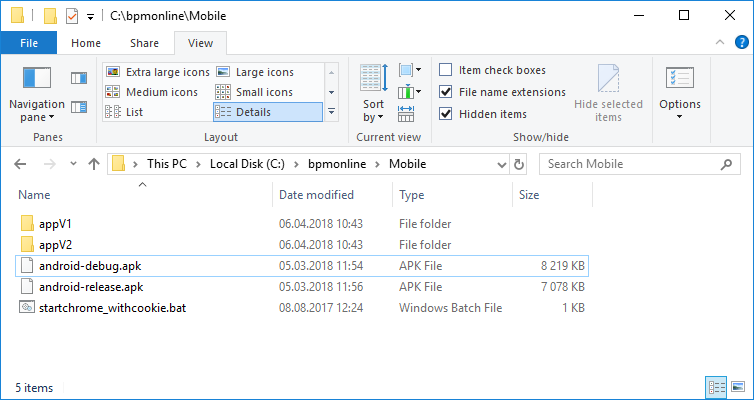 C:\bpmonline\Mobile
File Home Share View
Navigation pane
Panes
Extra large icons Large icons
Medium icons Small icons
List Details
Layout
Sort by
Current view
Item check boxes
File name extensions
Hidden items
Hide selected items
Show/hide
Options
This PC Local Disk (C:) bpmonline Mobile
Search Mobile
Name Date modified Type Size
appV1 06.04.2018 10:43 File folder
appV2 06.04.2018 10:43 File folder
android-debug.apk 05.03.2018 11:54 APK File 8 219 KB
android-release.apk 05.03.2018 11:56 APK File 7 078 KB
startchrome_withcookie.bat 08.08.2017 12:24 Windows Batch File 1 KB
5 items